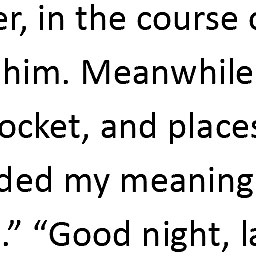 er, in the course
him. Meanwhile
ocket, and places
ded my meaning
.” “Good night, la